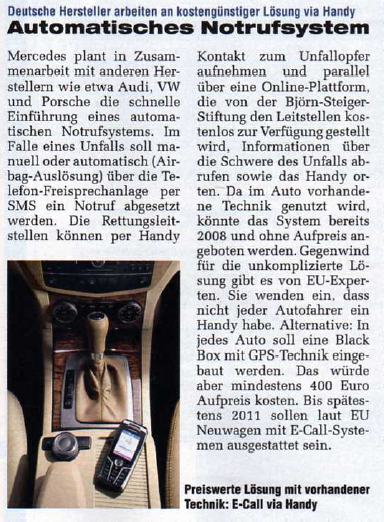 Deutsche Hersteller arbeiten an kostengünstiger Lösung via Handy
Automatisches Notrufsystem
Mercedes plant in Zusam-
menarbeit mit anderen Her-
stellern wie etwa Audi, VW
und Porsche die schnelle
Einführung eines automa-
tischen Notrufsystems. Im
Falle eines Unfalls soll ma-
nuell oder automatisch (Air-
bag-Auslösung) über die Te-
lefon-Freisprechanlage per
SMS ein Notruf abgesetzt
werden. Die Rettungsleit-
stellen können per Handy
Kontakt zum Unfallopfer
aufnehmen und parallel
über eine Online-Plattform,
die von der Björn-Steiger-
Stiftung den Leitstellen kos-
tenlos zur Verfügung gestellt
wird, Informationen über
die Schwere des Unfalls ab-
rufen sowie das Handy or-
ten. Da im Auto vorhande-
ne Technik genutzt wird,
könnte das System bereits
2008 und ohne Aufpreis an-
geboten werden. Gegenwind
für die unkomplizierte Lö-
sung gibt es von EU-Exper-
ten. Sie wenden ein, dass
nicht jeder Autofahrer ein
Handy habe. Alternative: In
jedes Auto soll eine Black
Box mit GPS-Technik einge-
baut werden. Das würde
aber mindestens 400 Euro
Aufpreis kosten. Bis spätes-
tens 2011 sollen laut EU
Neuwagen mit E-Call-Syste-
men ausgestattet sein.
Preiswerte Lösung mit vorhandener
Technik: E-Call via Handy